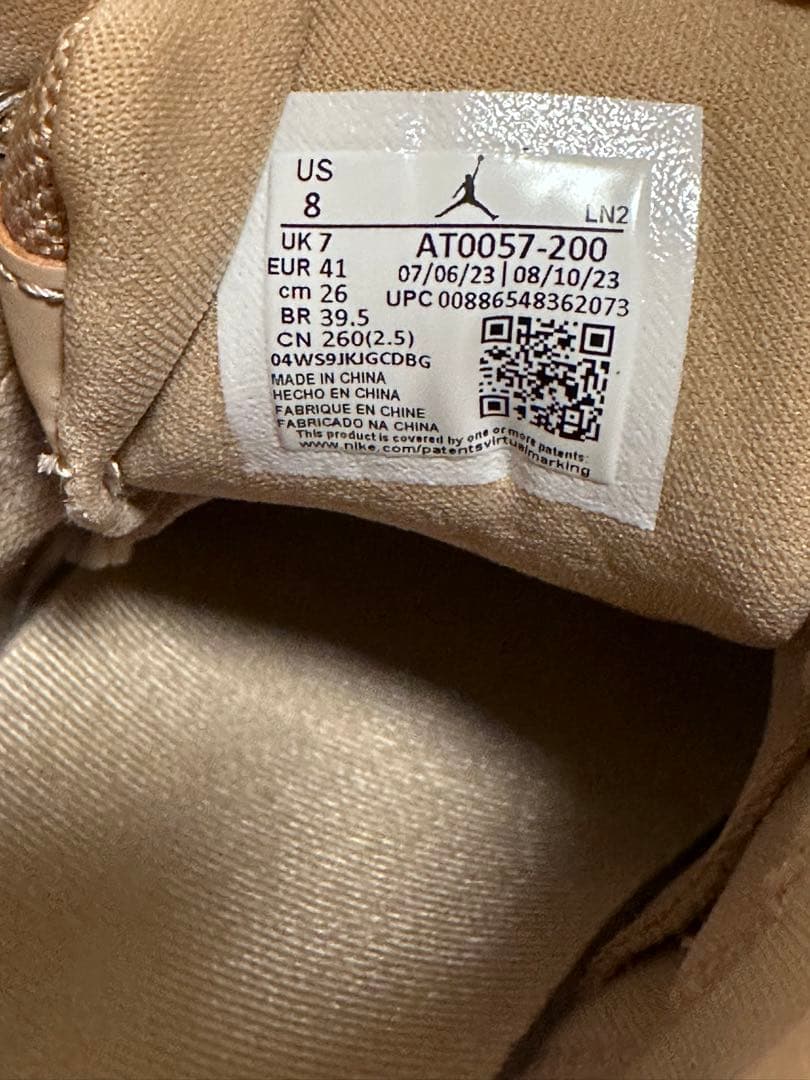 US
8
LN2
UK 7
AT0057-200
EUR 41
07/06/23 | 08/10/23
cm 26
UPC 00886548362073
BR 39.5
CN 260(2.5)
04WS9JKJGCDBG
MADE IN CHINA
HECHO EN CHINA
FABRIQUE EN CHINE
FABRICADO NA CHINA
This product is covered by one or more patents:
www.nike.com/patentsvirtualmarking